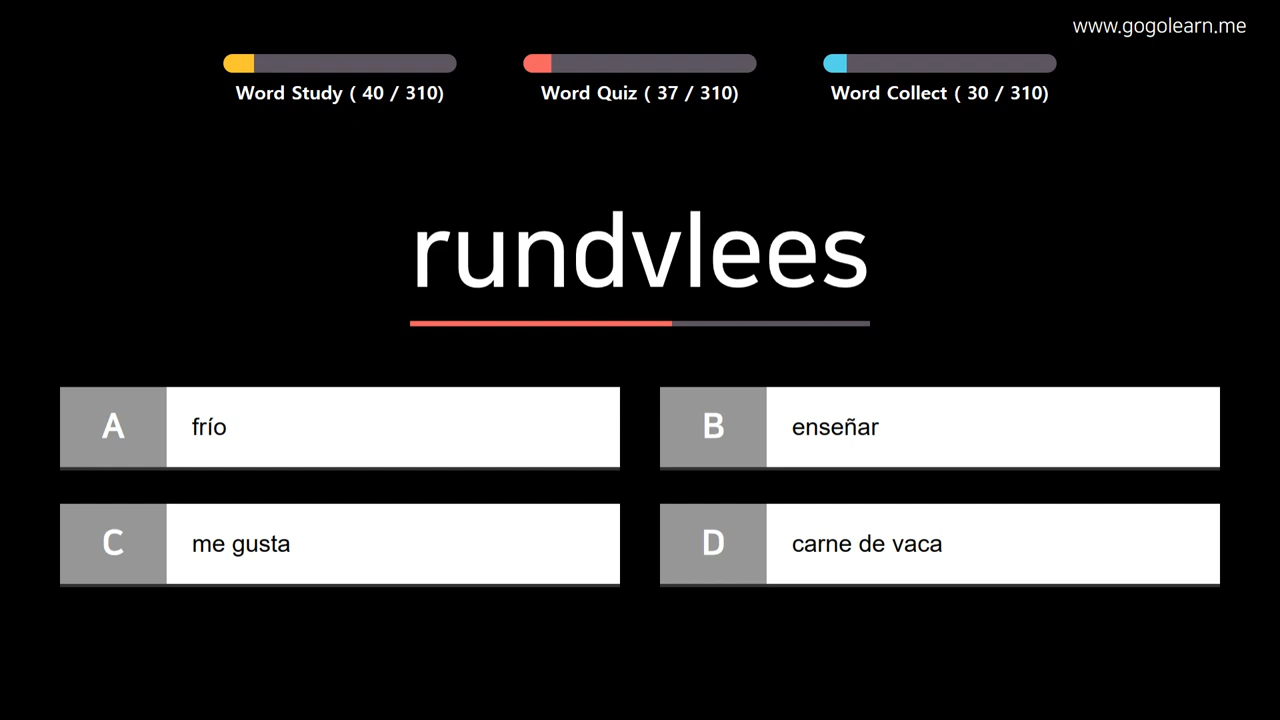 www.gogolearn.me
Word Study ( 40 / 310)
Word Quiz ( 37 / 310)
Word Collect ( 30 / 310)
rundvlees
A frío
B enseñar
C me gusta
D carne de vaca